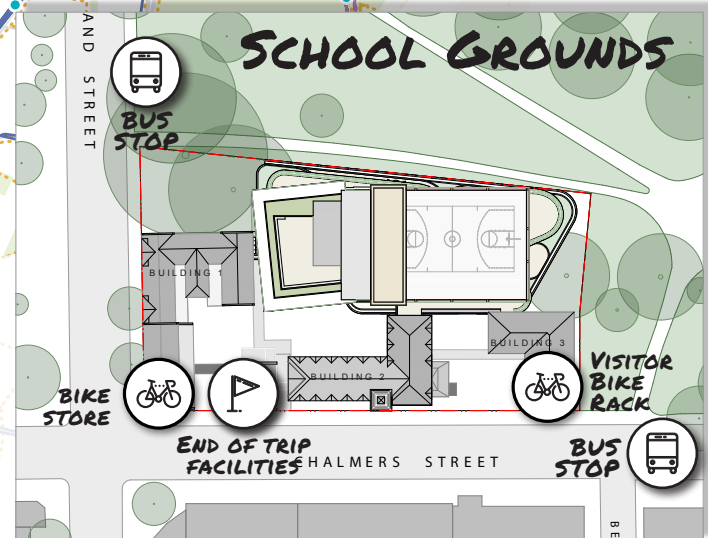 SCHOOL GROUNDS
AND STREET
BUS
STOP
BUILDING 1
BUILDING 3
BUILDING 2
VISITOR
BIKE
RACK
BIKE
STORE
END OF TRIP
FACILITIES
CHALMERS STREET
BUS
STOP
BE